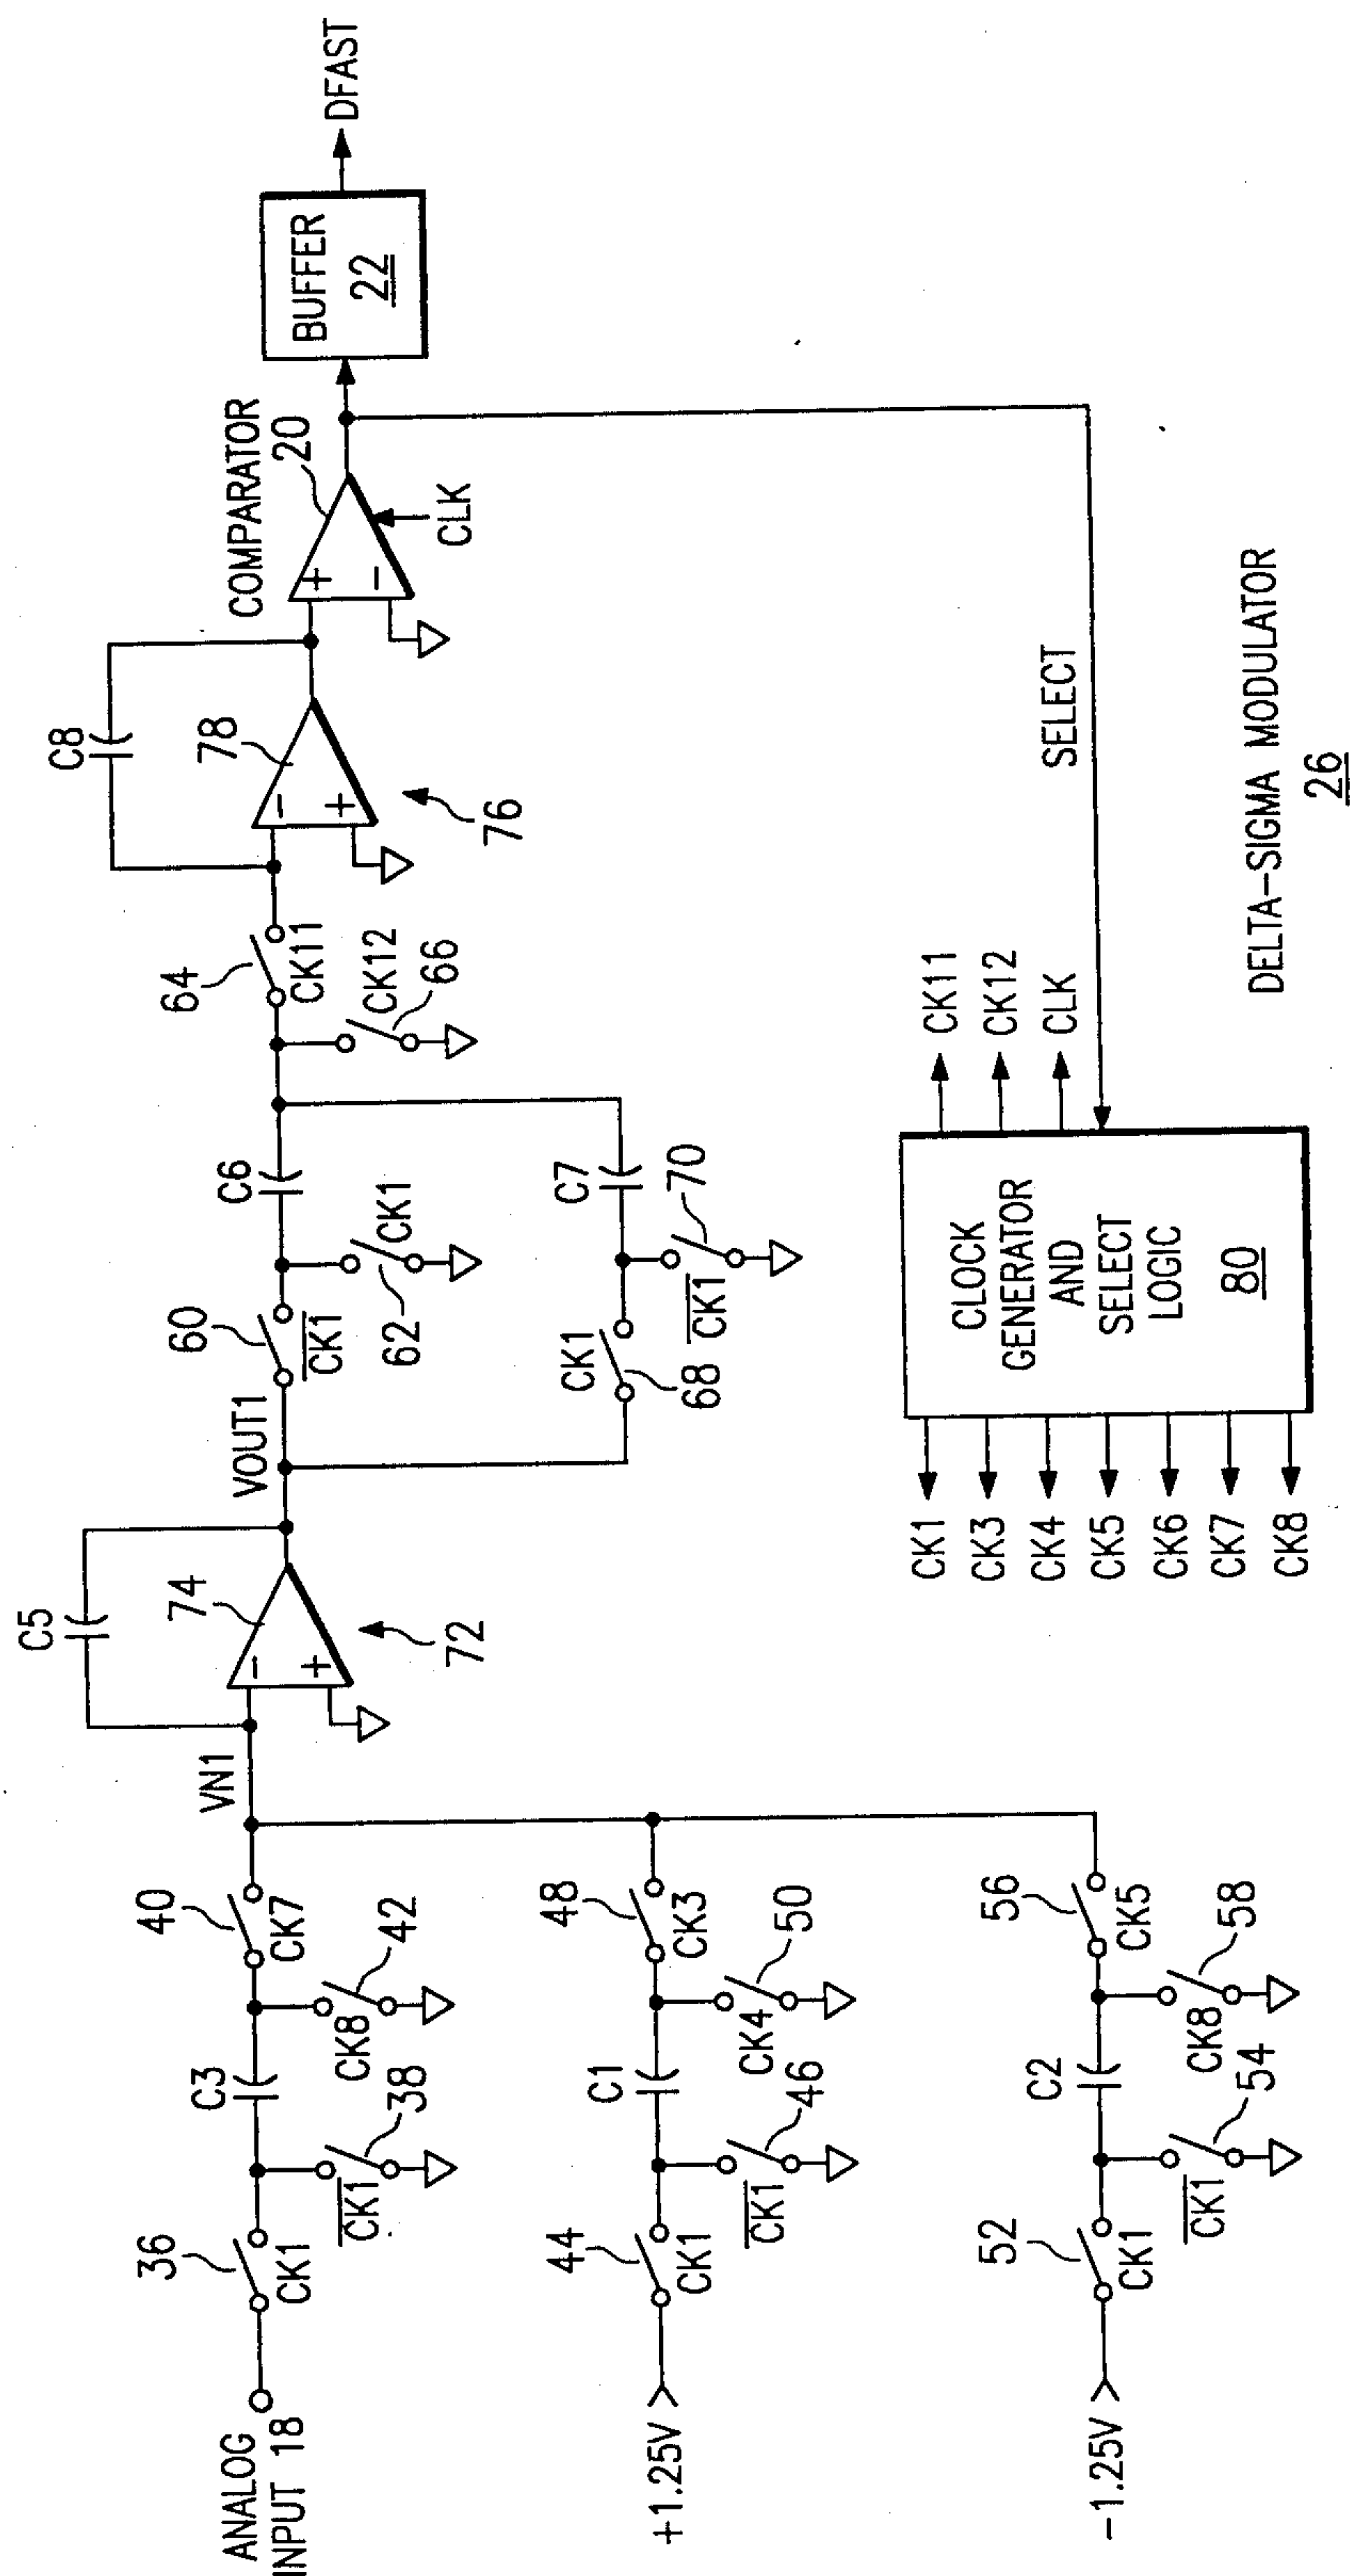 ANALOG
INPUT 18
36
CK1
CK1
38
C3
CK8
42
40
CK7
VN1
C5
74
−
+
72
VOUT1
60
CK1
62
CK1
C6
CK1
68
C7
CK1
70
64
CK11
CK12
66
C8
78
−
+
76
COMPARATOR
20
+
−
CLK
BUFFER
22
DFAST
+1.25V
44
CK1
CK1
46
C1
CK4
50
48
CK3
−1.25V
52
CK1
CK1
54
C2
CK8
58
56
CK5
CK1
CK3
CK4
CK5
CK6
CK7
CK8
CLOCK
GENERATOR
AND
SELECT
LOGIC
80
CK11
CK12
CLK
SELECT
DELTA-SIGMA MODULATOR
26